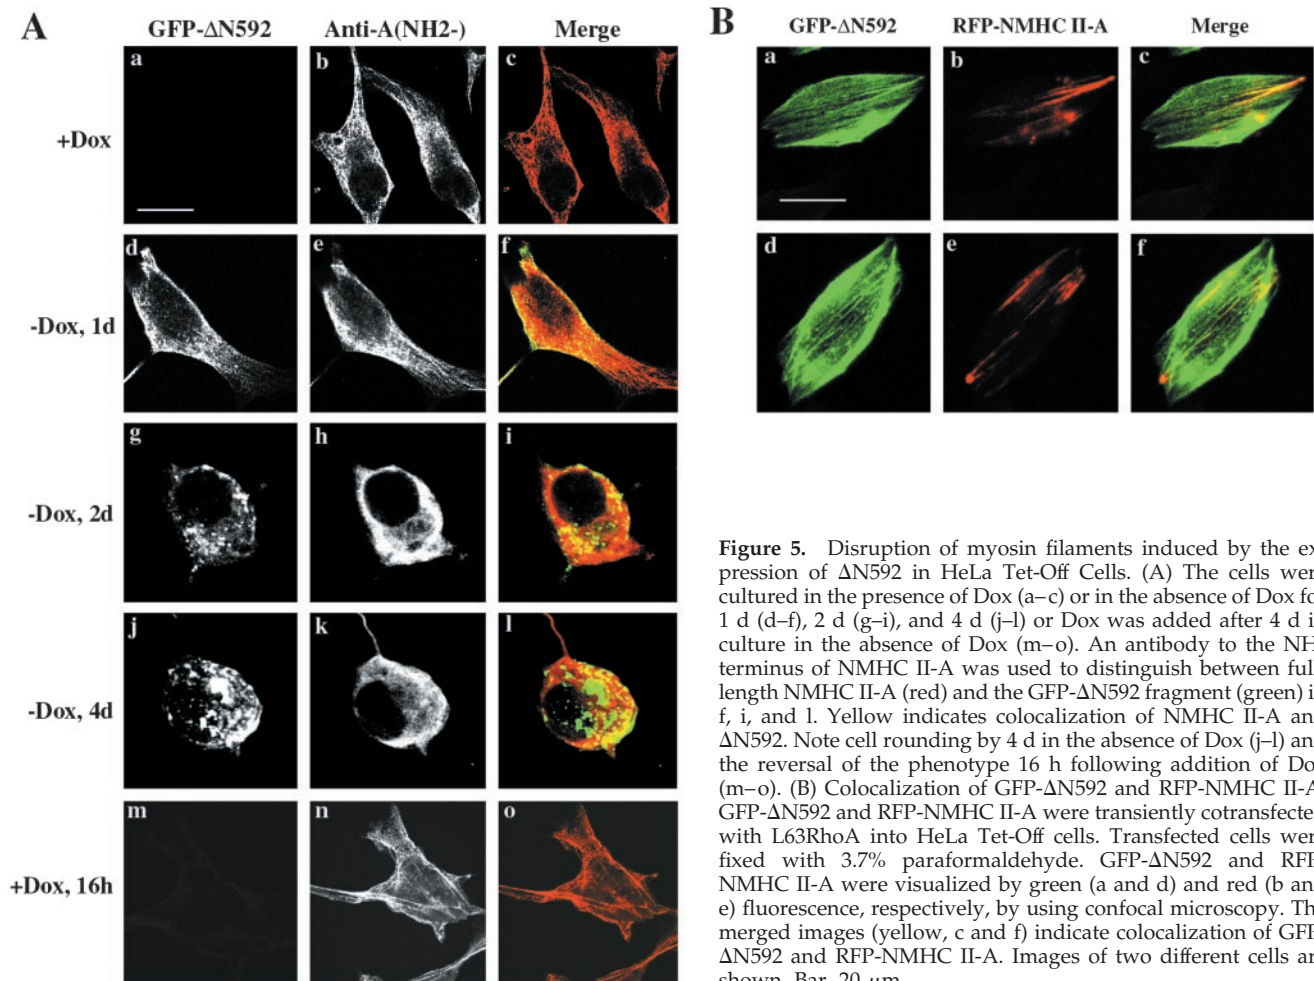 A
GFP-ΔN592 Anti-A(NH2-) Merge
+Dox
a b c
-Dox, 1d
d e f
-Dox, 2d
g h i
-Dox, 4d
j k l
+Dox, 16h
m n o
B
GFP-ΔN592 RFP-NMHC II-A Merge
a b c
d e f
Figure 5. Disruption of myosin filaments induced by the ex
pression of ΔN592 in HeLa Tet-Off Cells. (A) The cells wer
cultured in the presence of Dox (a–c) or in the absence of Dox fo
1 d (d–f), 2 d (g–i), and 4 d (j–l) or Dox was added after 4 d i
culture in the absence of Dox (m–o). An antibody to the NH
terminus of NMHC II-A was used to distinguish between full
length NMHC II-A (red) and the GFP-ΔN592 fragment (green) i
f, i, and l. Yellow indicates colocalization of NMHC II-A an
ΔN592. Note cell rounding by 4 d in the absence of Dox (j–l) an
the reversal of the phenotype 16 h following addition of Do
(m–o). (B) Colocalization of GFP-ΔN592 and RFP-NMHC II-A
GFP-ΔN592 and RFP-NMHC II-A were transiently cotransfecte
with L63RhoA into HeLa Tet-Off cells. Transfected cells wer
fixed with 3.7% paraformaldehyde. GFP-ΔN592 and RFP
NMHC II-A were visualized by green (a and d) and red (b an
e) fluorescence, respectively, by using confocal microscopy. Th
merged images (yellow, c and f) indicate colocalization of GFP
ΔN592 and RFP-NMHC II-A. Images of two different cells ar
shown. Bar, 20 μm